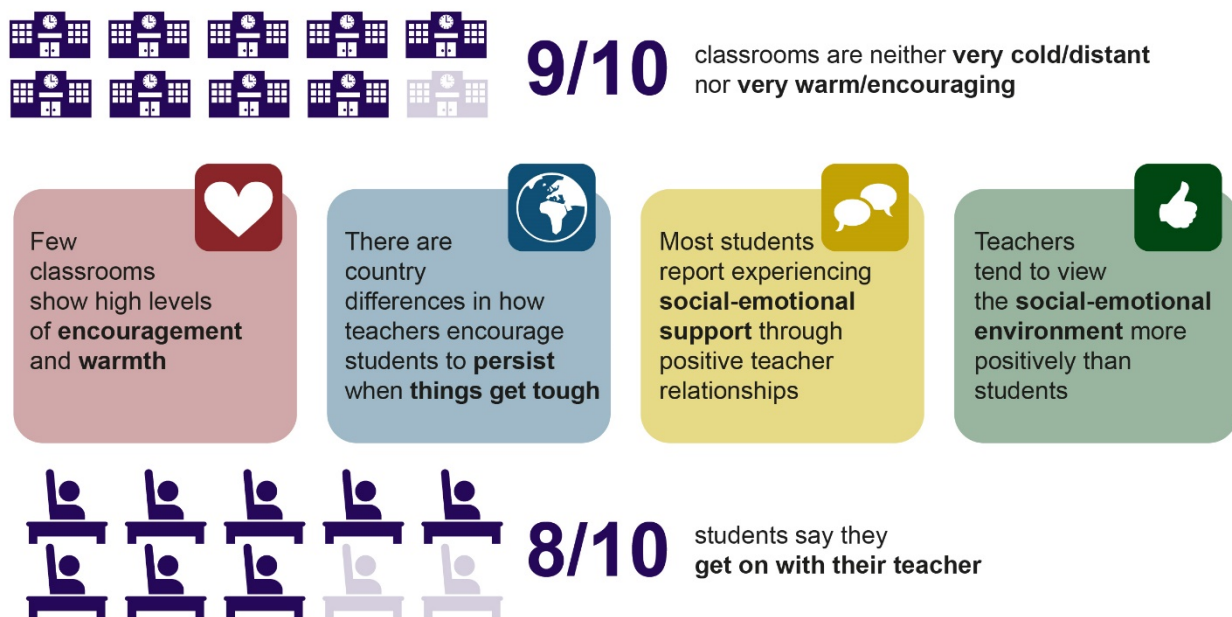 9/10
classrooms are neither very cold/distant
nor very warm/encouraging
Few
classrooms
show high levels
of encouragement
and warmth
There are
country
differences in how
teachers encourage
students to persist
when things get tough
Most students
report experiencing
social-emotional
support through
positive teacher
relationships
Teachers
tend to view
the social-emotional
environment more
positively than
students
8/10
students say they
get on with their teacher